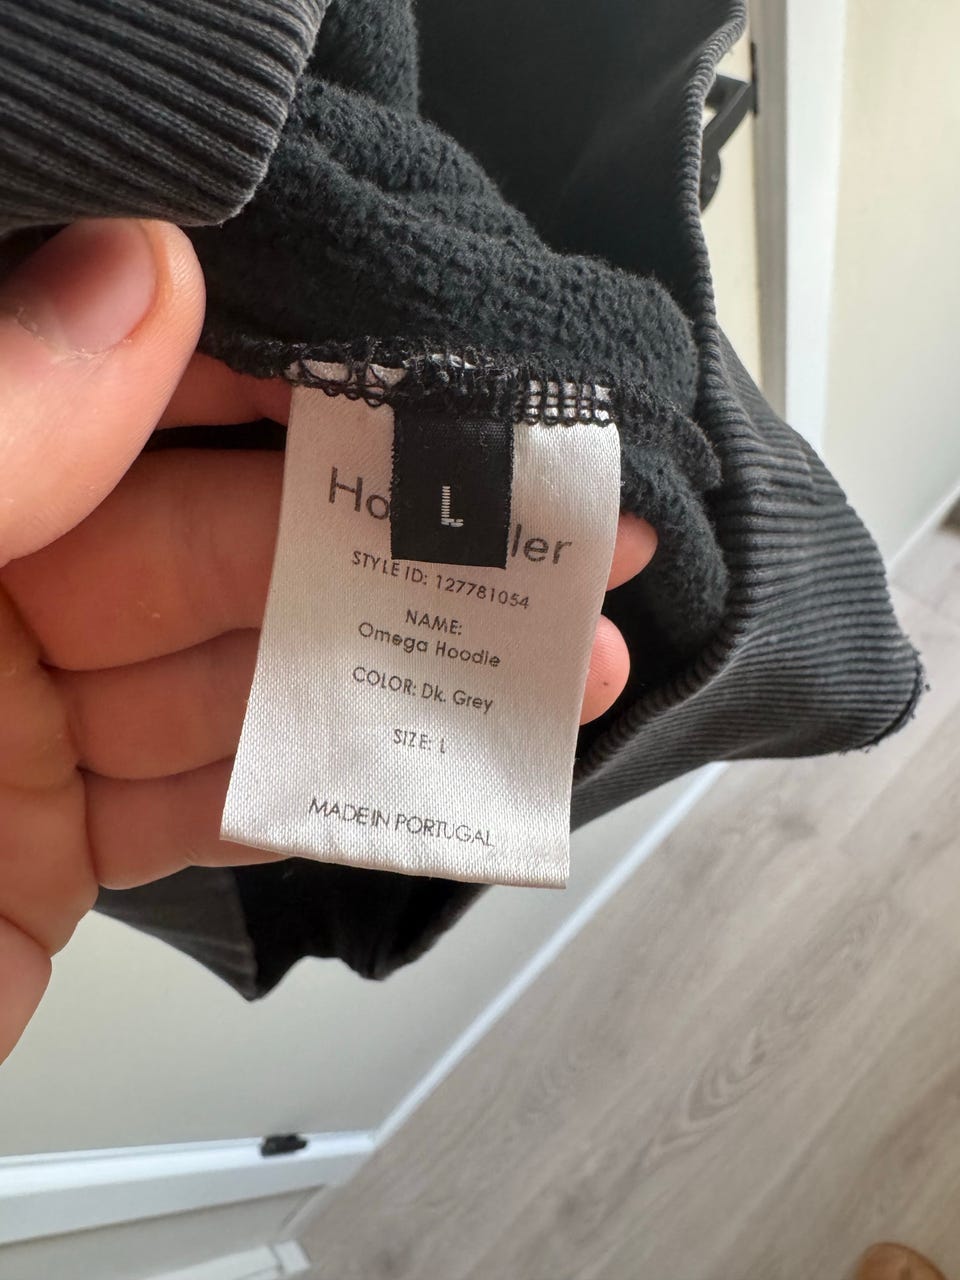 L
STYLE ID: 127781054
NAME:
Omega Hoodie
COLOR: Dk. Grey
SIZE: L
MADE IN PORTUGAL